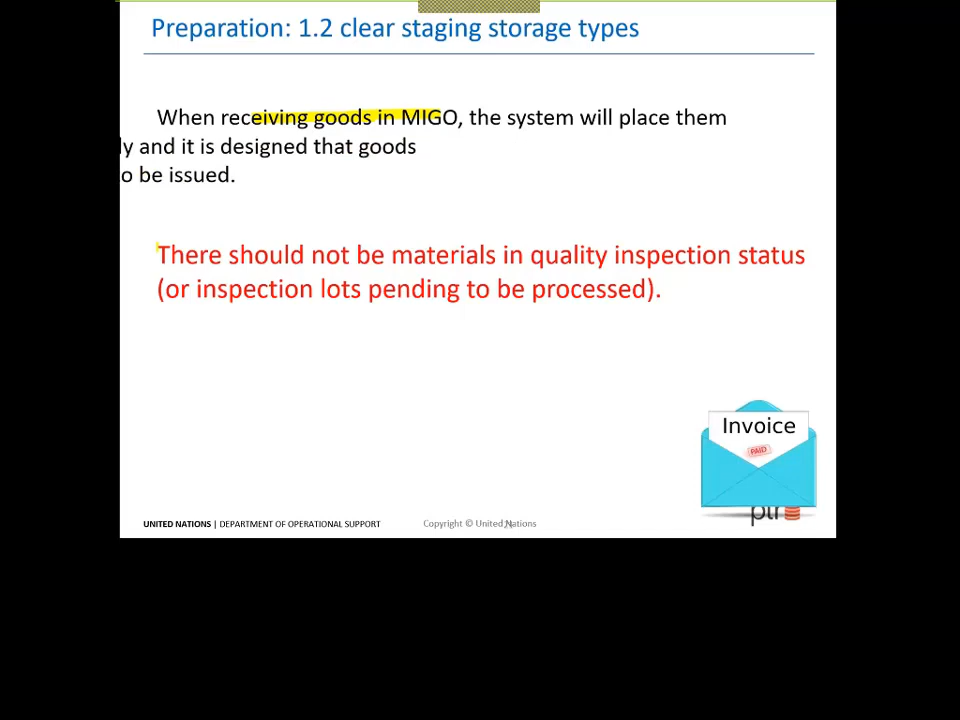 Preparation: 1.2 clear staging storage types
When receiving goods in MIGO, the system will place them
ly and it is designed that goods
o be issued.
There should not be materials in quality inspection status
(or inspection lots pending to be processed).
Invoice
PAID
UNITED NATIONS | DEPARTMENT OF OPERATIONAL SUPPORT
Copyright © United Nations